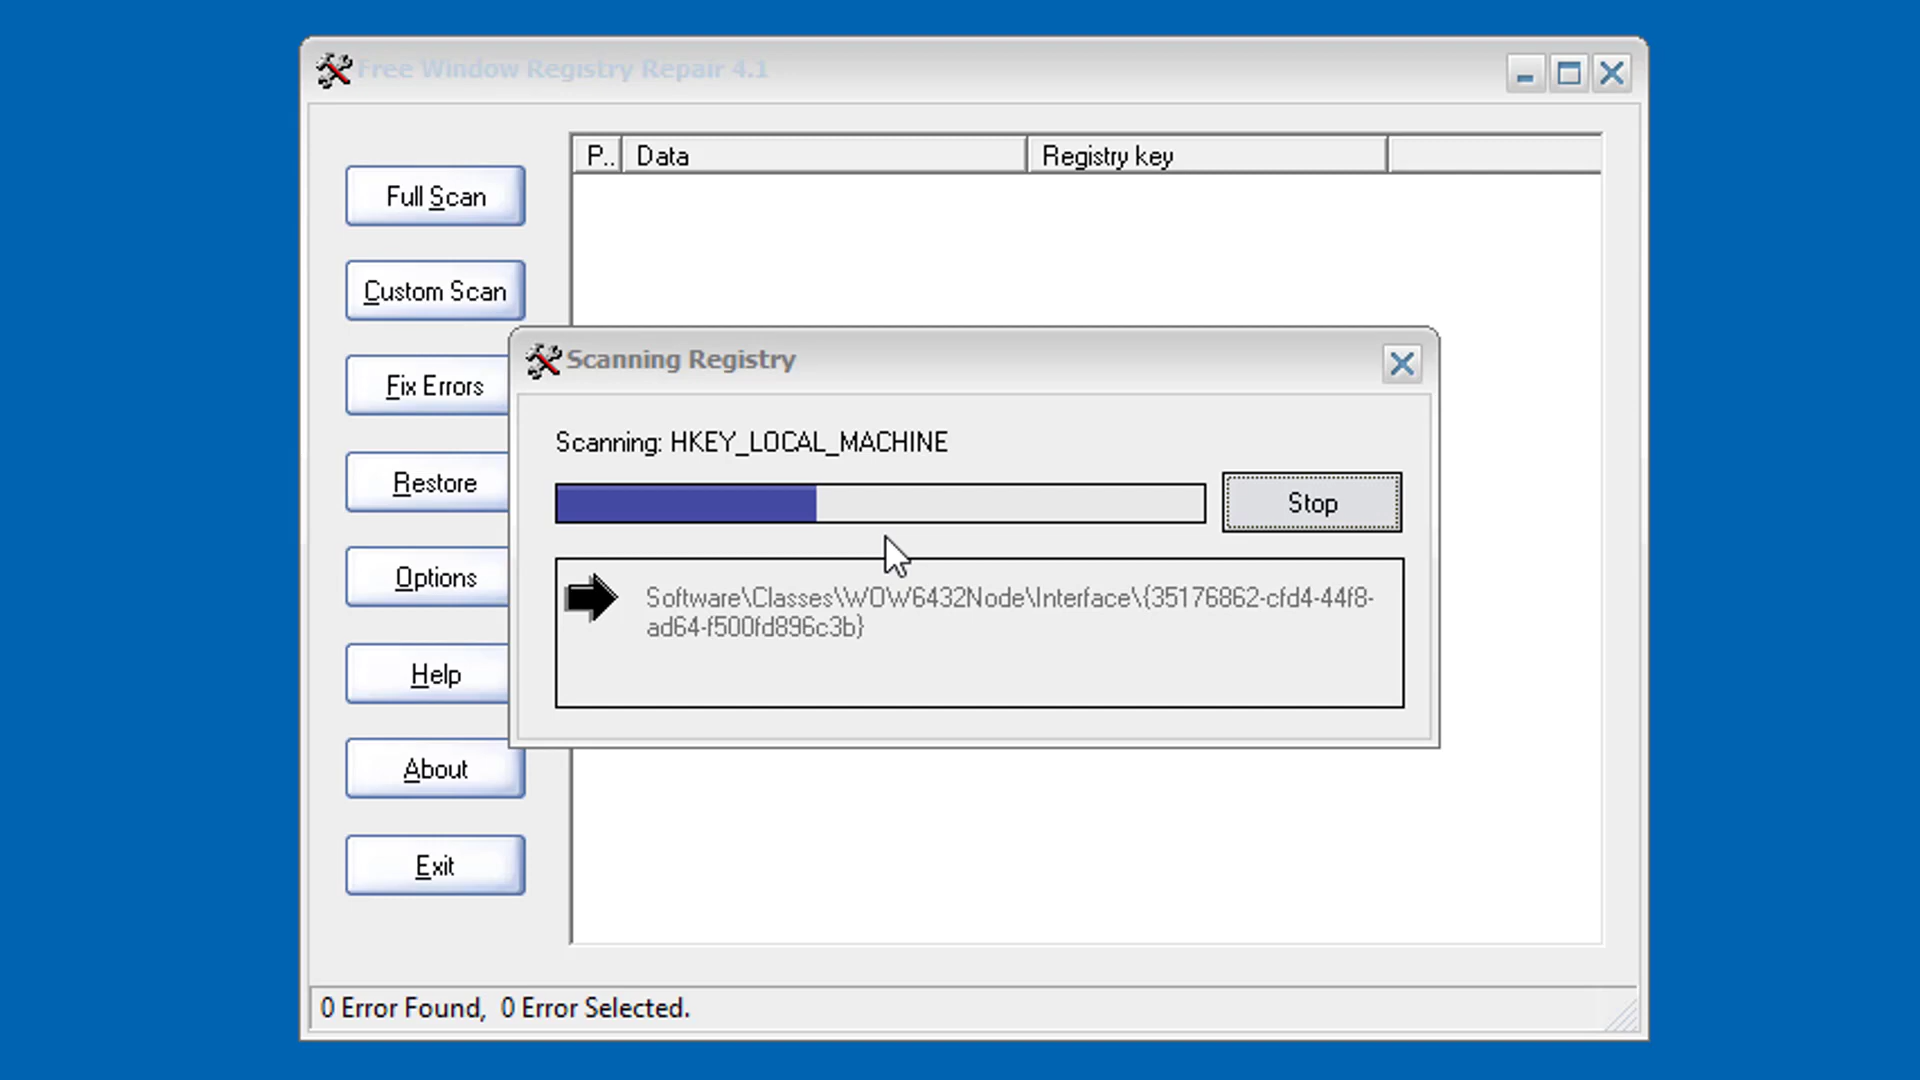 Free Window Registry Repair 4.1
P.. Data Registry key
Full Scan
Custom Scan
Fix Errors
Restore
Options
Help
About
Exit
Scanning Registry
Scanning: HKEY_LOCAL_MACHINE
Stop
Software\Classes\WOW6432Node\Interface\{35176862-cfd4-44f8-
ad64-f500fd896c3b}
0 Error Found, 0 Error Selected.